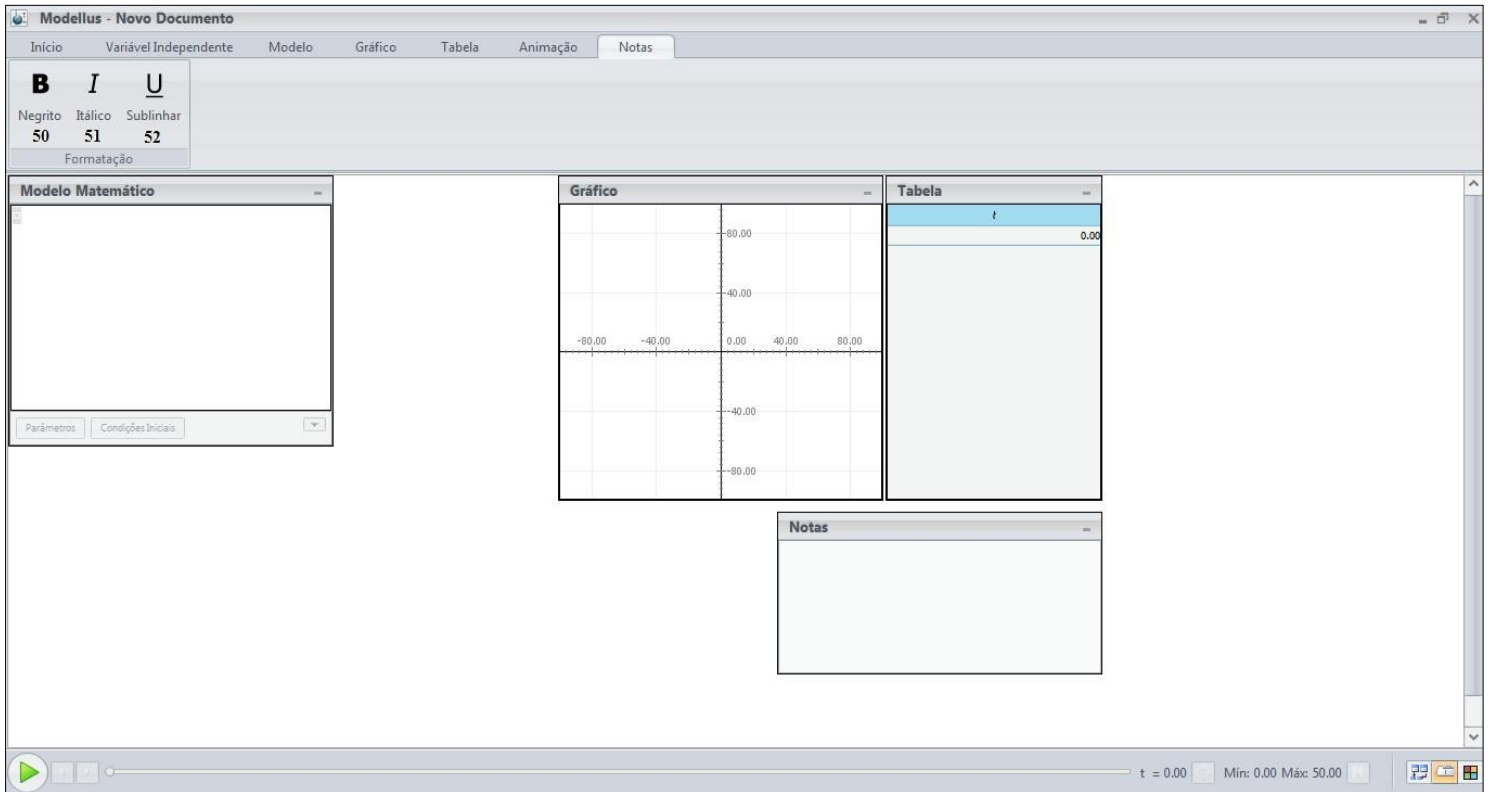 Modellus - Novo Documento
Início Variável Independente Modelo Gráfico Tabela Animação Notas
B I U
Negrito Itálico Sublinhar
50 51 52
Formatação
Modelo Matemático
Parâmetros Condições Iniciais
Gráfico
80.00
40.00
-80.00 -40.00 0.00 40.00 80.00
-40.00
-80.00
Tabela
t
0.00
Notas
t = 0.00 Mín: 0.00 Máx: 50.00